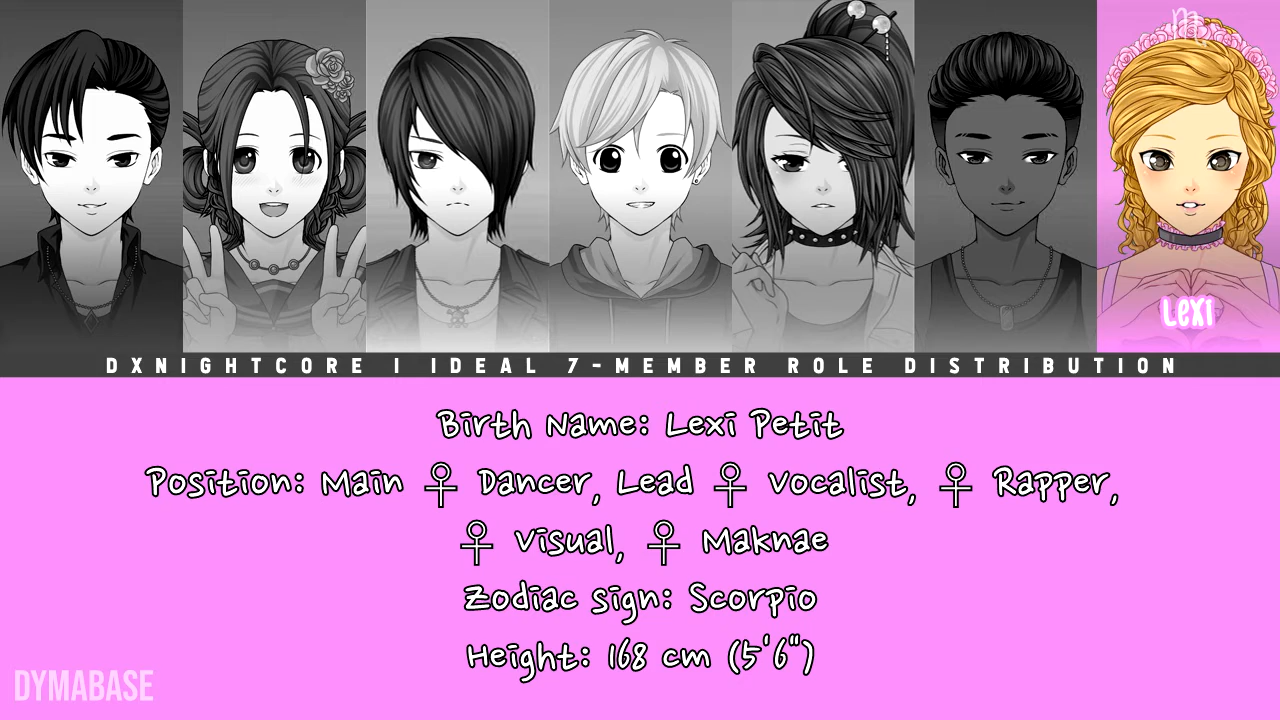 ♏
Lexi
DXNIGHTCORE | IDEAL 7-MEMBER ROLE DISTRIBUTION
Birth Name: Lexi Petit
Position: Main ♀ Dancer, Lead ♀ Vocalist, ♀ Rapper,
♀ Visual, ♀ Maknae
Zodiac sign: Scorpio
Height: 168 cm (5'6")
DYMABASE